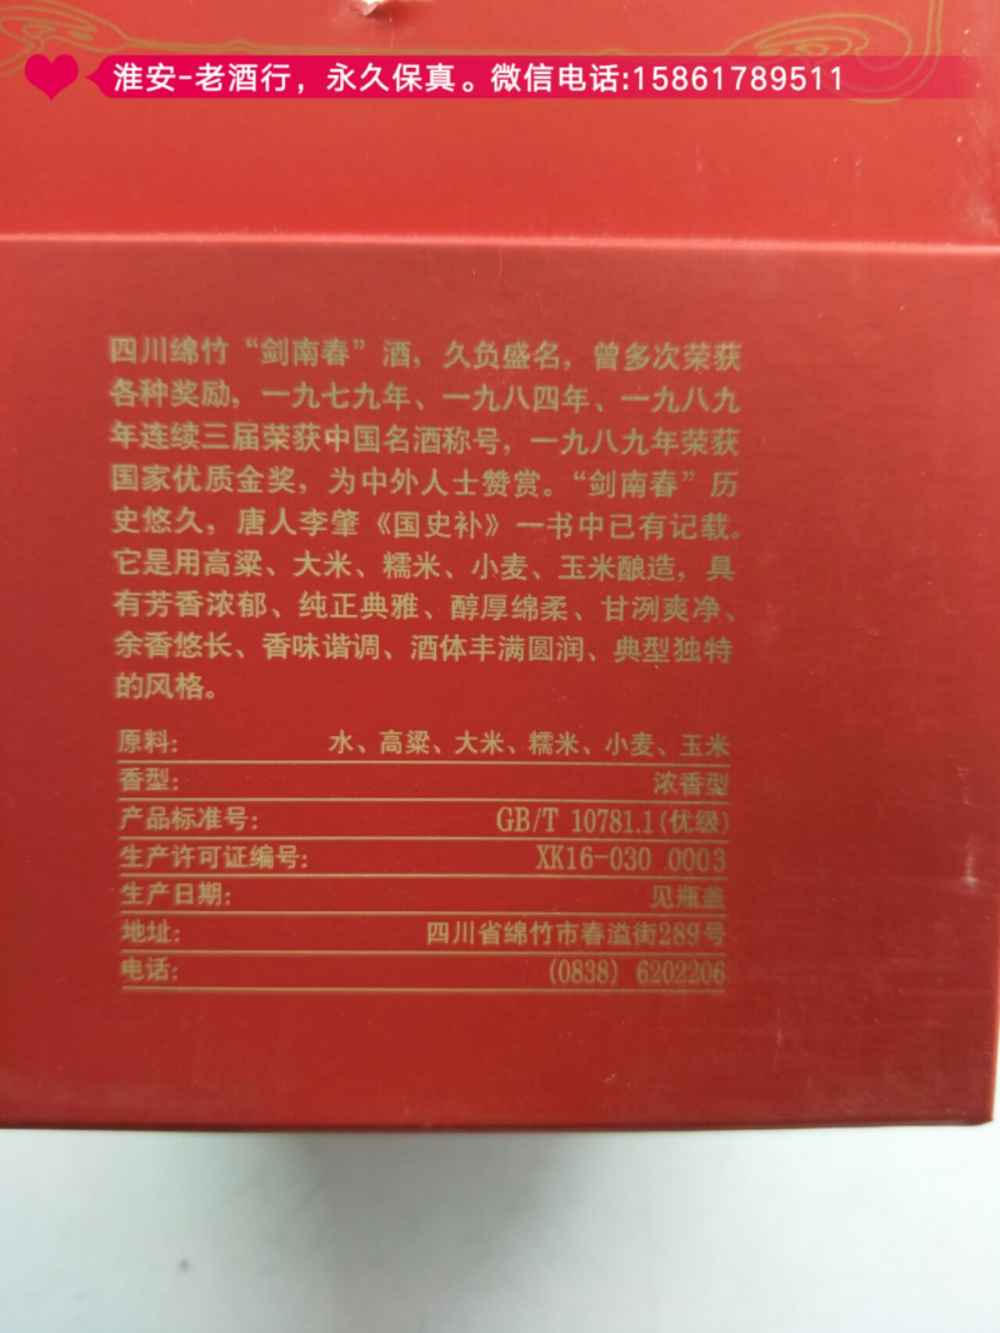 淮安-老酒行，永久保真。微信电话:15861789511
四川绵竹“剑南春”酒，久负盛名，曾多次荣获
各种奖励，一九七九年、一九八四年、一九八九
年连续三届荣获中国名酒称号，一九八九年荣获
国家优质金奖，为中外人士赞赏。“剑南春”历
史悠久，唐人李肇《国史补》一书中已有记载。
它是用高粱、大米、糯米、小麦、玉米酿造，具
有芳香浓郁、纯正典雅、醇厚绵柔、甘洌爽净、
余香悠长、香味谐调、酒体丰满圆润、典型独特
的风格。
原料: 水、高粱、大米、糯米、小麦、玉米
香型: 浓香型
产品标准号: GB/T 10781.1(优级)
生产许可证编号: XK16-030 0003
生产日期: 见瓶盖
地址: 四川省绵竹市春溢街289号
电话: (0838) 6202206